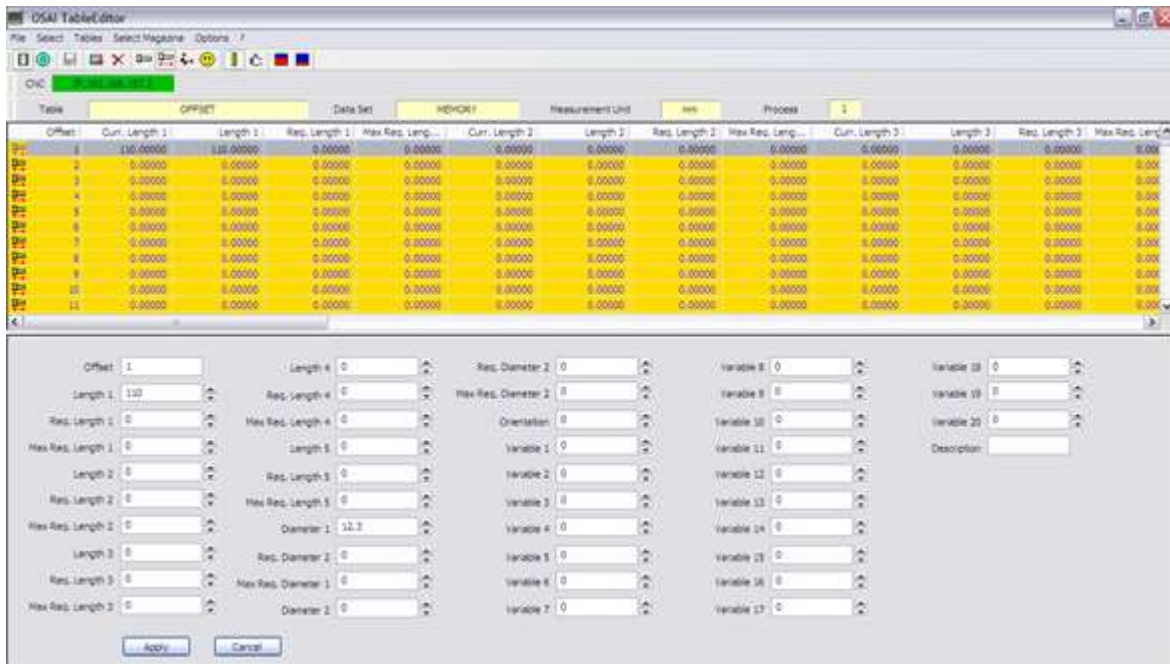 OSAI TableEditor
File Select Tables Select Magazine Options ?
CNC
Table OFFSET Data Set MEMORY Measurement Unit mm Process 1
Offset Curr. Length 1 Length 1 Req. Length 1 Max Req. Leng... Curr. Length 2 Length 2 Req. Length 2 Max Req. Leng... Curr. Length 3 Length 3 Req. Length 3 Max Req. Leng
1 110.00000 110.00000 0.00000 0.00000 0.00000 0.00000 0.00000 0.00000 0.00000 0.00000 0.00000 0.000
2 0.00000 0.00000 0.00000 0.00000 0.00000 0.00000 0.00000 0.00000 0.00000 0.00000 0.00000 0.000
3 0.00000 0.00000 0.00000 0.00000 0.00000 0.00000 0.00000 0.00000 0.00000 0.00000 0.00000 0.000
4 0.00000 0.00000 0.00000 0.00000 0.00000 0.00000 0.00000 0.00000 0.00000 0.00000 0.00000 0.000
5 0.00000 0.00000 0.00000 0.00000 0.00000 0.00000 0.00000 0.00000 0.00000 0.00000 0.00000 0.000
6 0.00000 0.00000 0.00000 0.00000 0.00000 0.00000 0.00000 0.00000 0.00000 0.00000 0.00000 0.000
7 0.00000 0.00000 0.00000 0.00000 0.00000 0.00000 0.00000 0.00000 0.00000 0.00000 0.00000 0.000
8 0.00000 0.00000 0.00000 0.00000 0.00000 0.00000 0.00000 0.00000 0.00000 0.00000 0.00000 0.000
9 0.00000 0.00000 0.00000 0.00000 0.00000 0.00000 0.00000 0.00000 0.00000 0.00000 0.00000 0.000
10 0.00000 0.00000 0.00000 0.00000 0.00000 0.00000 0.00000 0.00000 0.00000 0.00000 0.00000 0.000
11 0.00000 0.00000 0.00000 0.00000 0.00000 0.00000 0.00000 0.00000 0.00000 0.00000 0.00000 0.000
Offset 1 Length 4 0 Req. Diameter 2 0 Variable 8 0 Variable 18 0
Length 1 110 Req. Length 4 0 Max Req. Diameter 2 0 Variable 9 0 Variable 19 0
Req. Length 1 0 Max Req. Length 4 0 Orientation 0 Variable 10 0 Variable 20 0
Max Req. Length 1 0 Length 5 0 Variable 1 0 Variable 11 0 Description
Length 2 0 Req. Length 5 0 Variable 2 0 Variable 12 0
Req. Length 2 0 Max Req. Length 5 0 Variable 3 0 Variable 13 0
Max Req. Length 2 0 Diameter 1 12.3 Variable 4 0 Variable 14 0
Length 3 0 Req. Diameter 2 0 Variable 5 0 Variable 15 0
Req. Length 3 0 Max Req. Diameter 1 0 Variable 6 0 Variable 16 0
Max Req. Length 3 0 Diameter 2 0 Variable 7 0 Variable 17 0
Apply Cancel